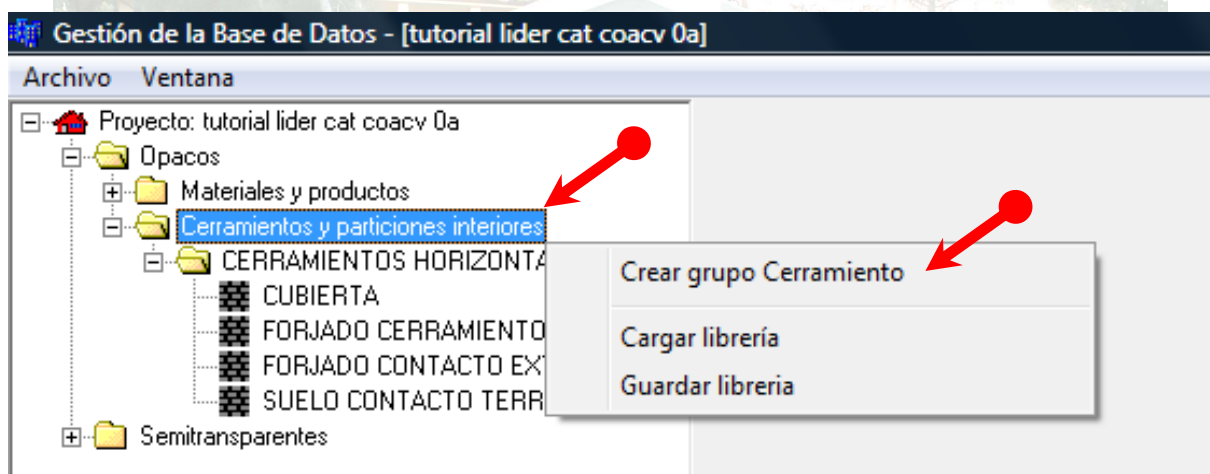 Gestión de la Base de Datos - [tutorial lider cat coacv 0a]
Archivo Ventana
Proyecto: tutorial lider cat coacv 0a
Opacos
Materiales y productos
Cerramientos y particiones interiores
CERRAMIENTOS HORIZONTA
CUBIERTA
FORJADO CERRAMIENTO
FORJADO CONTACTO EXT
SUELO CONTACTO TERR
Semitransparentes
Crear grupo Cerramiento
Cargar librería
Guardar libreria